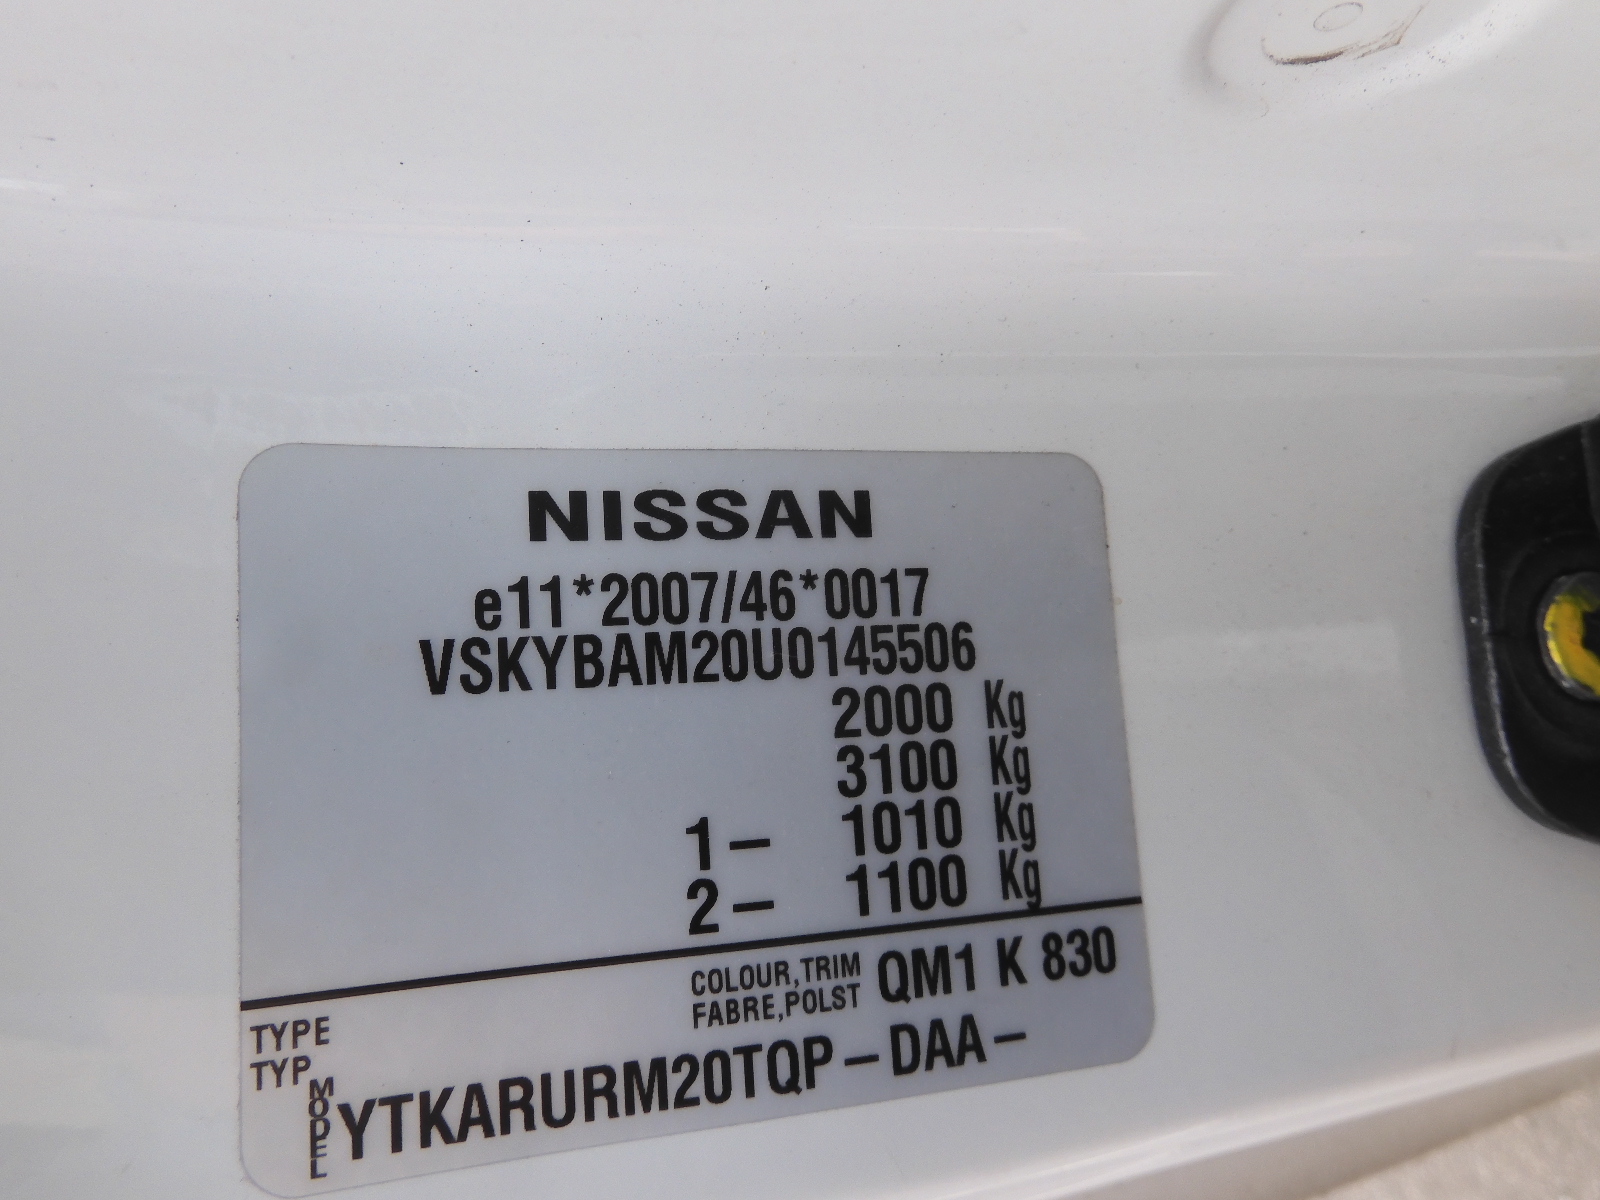 NISSAN
e11*2007/46*0017
VSKYBAM20U0145506
2000 Kg
3100 Kg
1– 1010 Kg
2– 1100 Kg
COLOUR,TRIM
FABRE,POLST
QM1 K 830
TYPE
TYP
MODEL
YTKARURM20TQP–DAA–